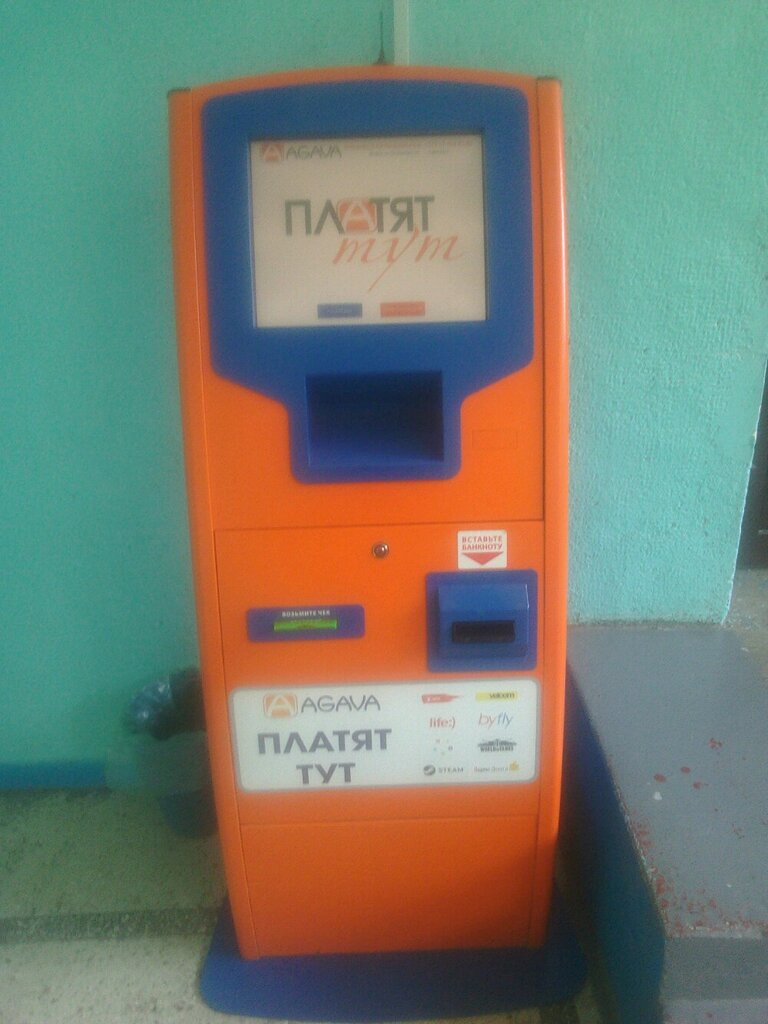 AGAVA
ПЛАТЯТ
тут
ВСТАВЬТЕ
БАНКНОТУ
ВОЗЬМИТЕ ЧЕК
AGAVA
ПЛАТЯТ
ТУТ
velcom
life:)
byfly
STEAM